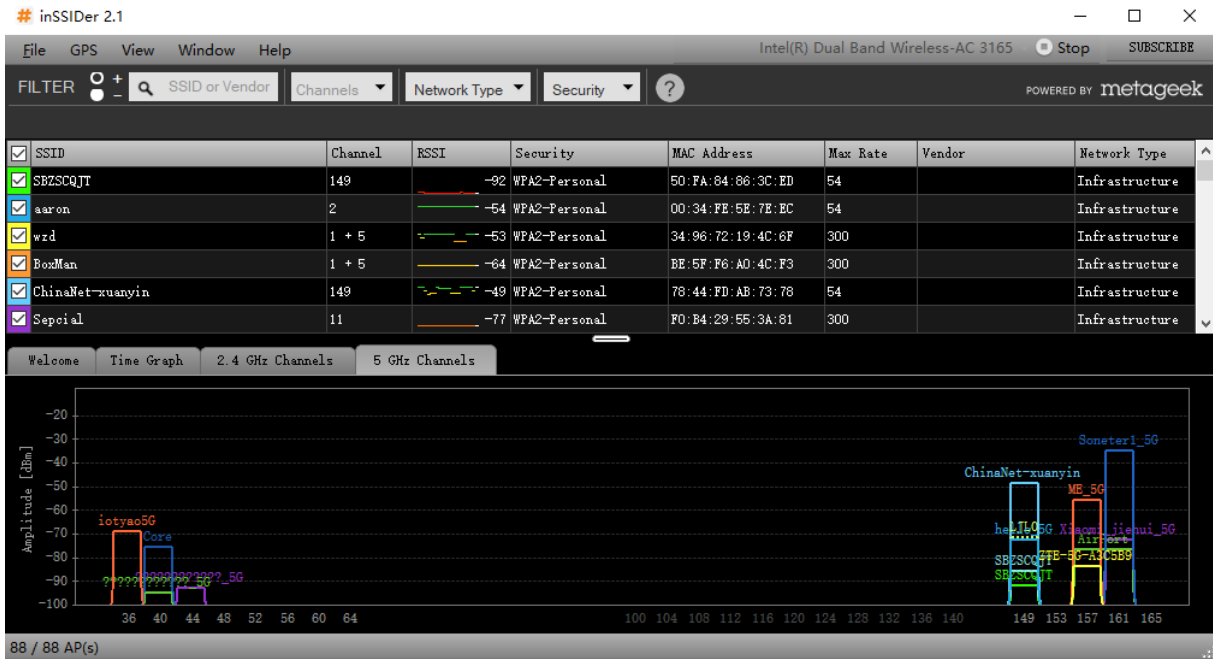 inSSIDer 2.1
File GPS View Window Help Intel(R) Dual Band Wireless-AC 3165 Stop SUBSCRIBE
FILTER + − SSID or Vendor Channels Network Type Security ? POWERED BY metageek
SSID Channel RSSI Security MAC Address Max Rate Vendor Network Type
SBZSCQJT 149 -92 WPA2-Personal 50:FA:84:86:3C:ED 54 Infrastructure
aaron 2 -54 WPA2-Personal 00:34:FE:5E:7E:EC 54 Infrastructure
wzd 1 + 5 -53 WPA2-Personal 34:96:72:19:4C:6F 300 Infrastructure
BoxMan 1 + 5 -64 WPA2-Personal BE:5F:F6:A0:4C:F3 300 Infrastructure
ChinaNet-xuanyin 149 -49 WPA2-Personal 78:44:FD:AB:73:78 54 Infrastructure
Sepcial 11 -77 WPA2-Personal F0:B4:29:55:3A:81 300 Infrastructure
Welcome Time Graph 2.4 GHz Channels 5 GHz Channels
Amplitude [dBm]
-20
-30 Soneter1_5G
-40
ChinaNet-xuanyin
-50 ME_5G
-60
iotyao5G
-70 Core Xiaomi_jiehui_5G
AirPort
-80 SBZSCQJT ZTE-5G-A3C5B9
-90 SBZSCQJT
-100
36 40 44 48 52 56 60 64 100 104 108 112 116 120 124 128 132 136 140 149 153 157 161 165
88 / 88 AP(s)